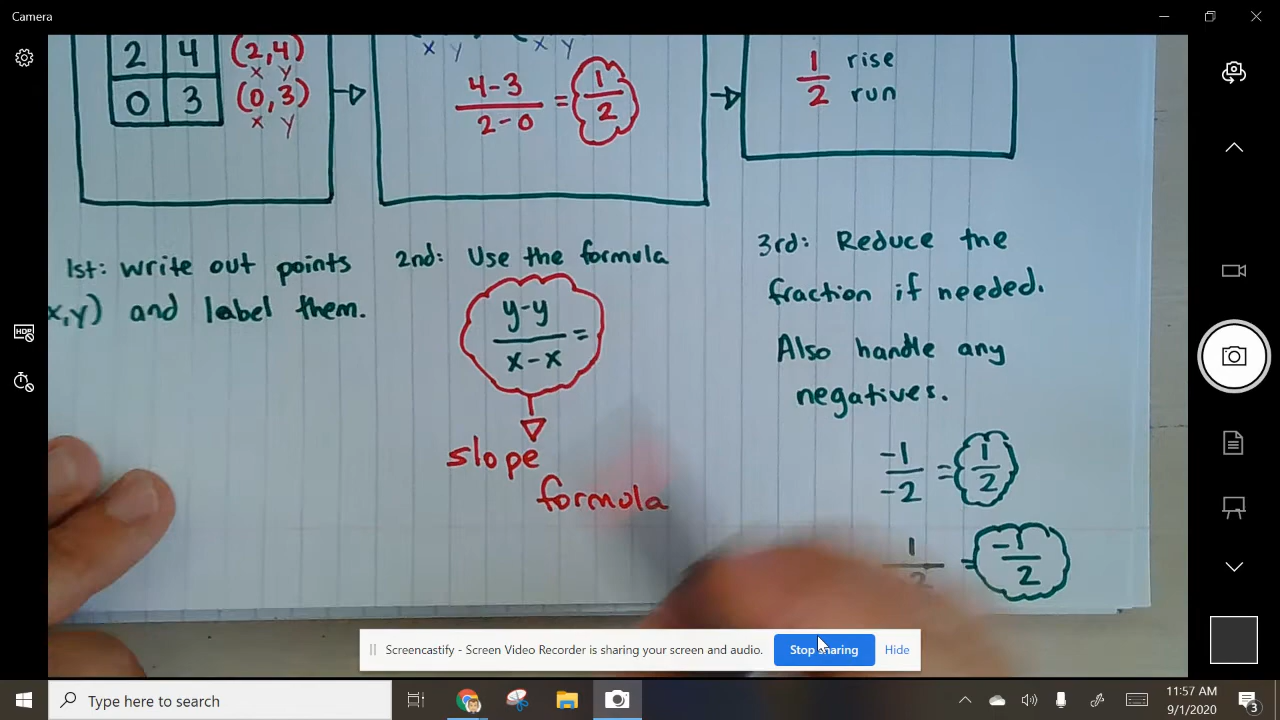 Camera
2 4 (2,4)
x y
0 3 (0,3)
x y
x y x y
4-3
2-0
=
1
2
1 rise
2 run
1st: write out points
x,y) and label them.
2nd: Use the formula
y-y
x-x
=
slope
formula
3rd: Reduce the
fraction if needed.
Also handle any
negatives.
-1
-2
=
1
2
1
2
=
-1
2
Screencastify - Screen Video Recorder is sharing your screen and audio. Stop sharing Hide
Type here to search
11:57 AM
9/1/2020
3